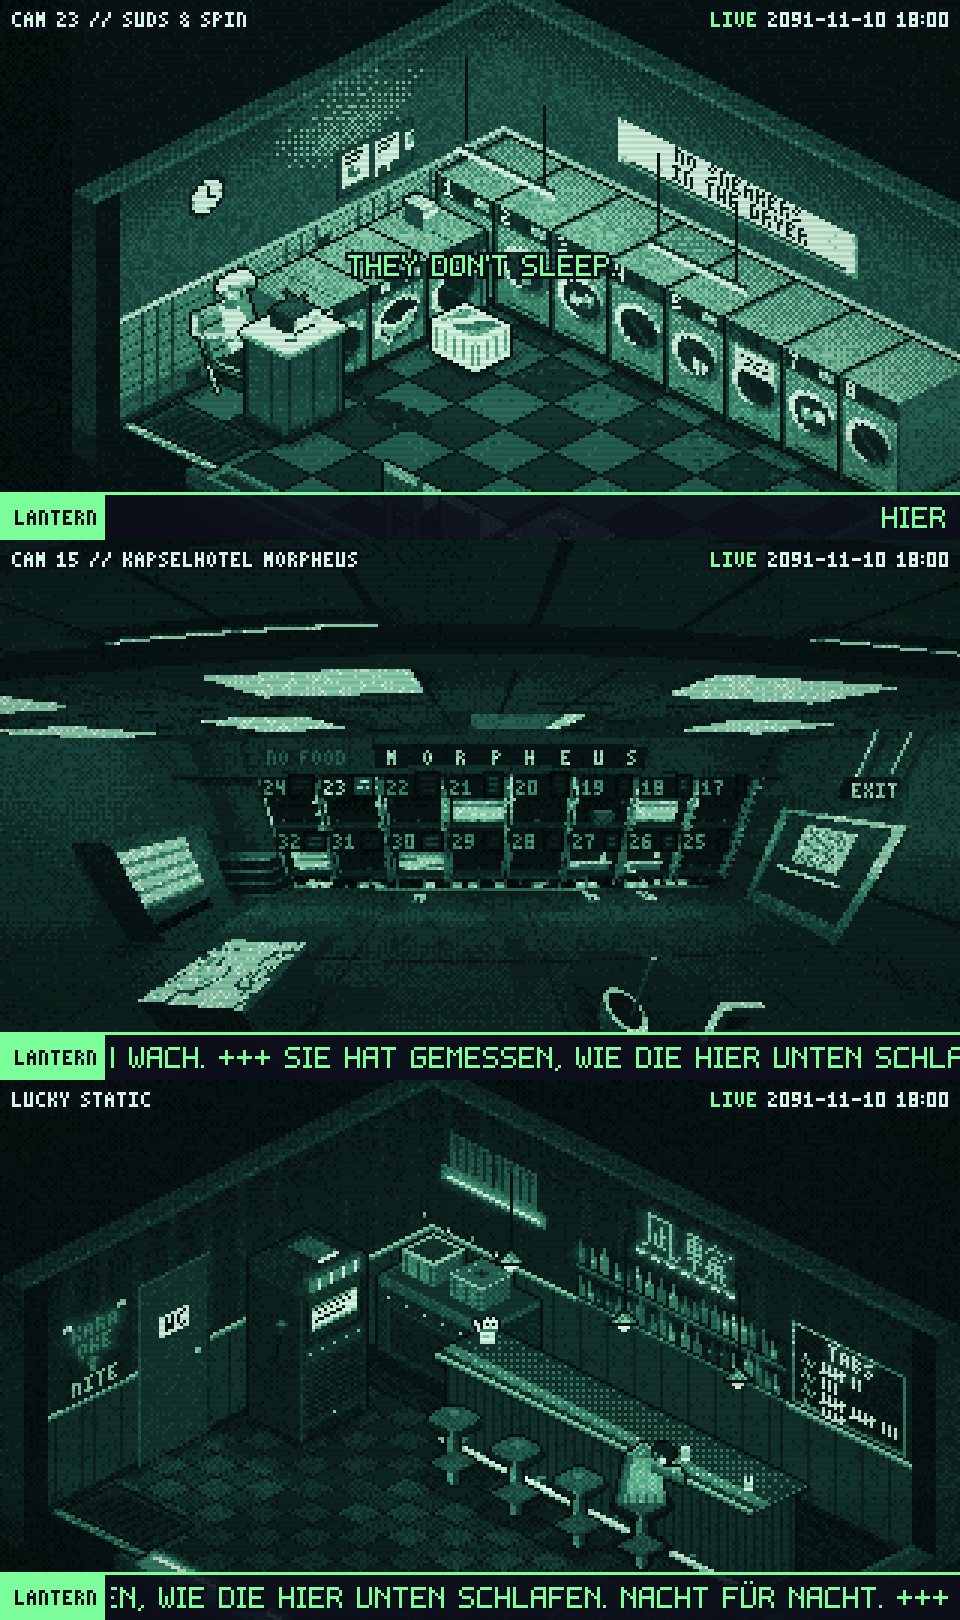 CAM 23 // SUDS & SPIN
LIVE 2091-11-10 18:00
NO SNEAKERS
IN THE DRYER
THEY DON'T SLEEP.
LANTERN
HIER
CAM 15 // KAPSELHOTEL MORPHEUS
LIVE 2091-11-10 18:00
NO FOOD
MORPHEUS
24 23 22 21 20 19 18 17
EXIT
32 31 30 29 28 27 26 25
LANTERN
WACH. +++ SIE HAT GEMESSEN, WIE DIE HIER UNTEN SCHLA
LUCKY STATIC
LIVE 2091-11-10 18:00
KARA
OKE
NITE
TABS
LANTERN
EN, WIE DIE HIER UNTEN SCHLAFEN. NACHT FÜR NACHT. +++